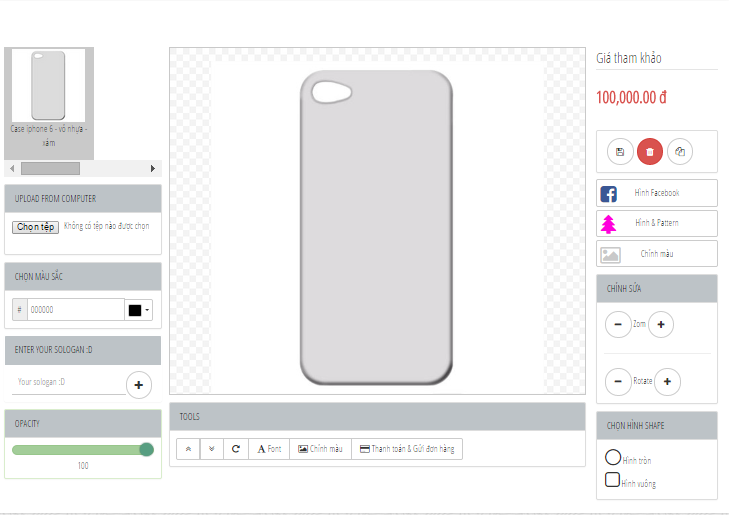 Case iphone 6 - vỏ nhựa -
xám
UPLOAD FROM COMPUTER
Chọn tệp Không có tệp nào được chọn
CHỌN MÀU SẮC
# 000000
ENTER YOUR SOLOGAN :D
Your sologan :D
OPACITY
100
TOOLS
Font Chỉnh màu Thanh toán & Gửi đơn hàng
Giá tham khảo
100,000.00 đ
Hình Facebook
Hình & Pattern
Chỉnh màu
CHỈNH SỬA
Zom
Rotate
CHỌN HÌNH SHAPE
Hình tròn
Hình vuông